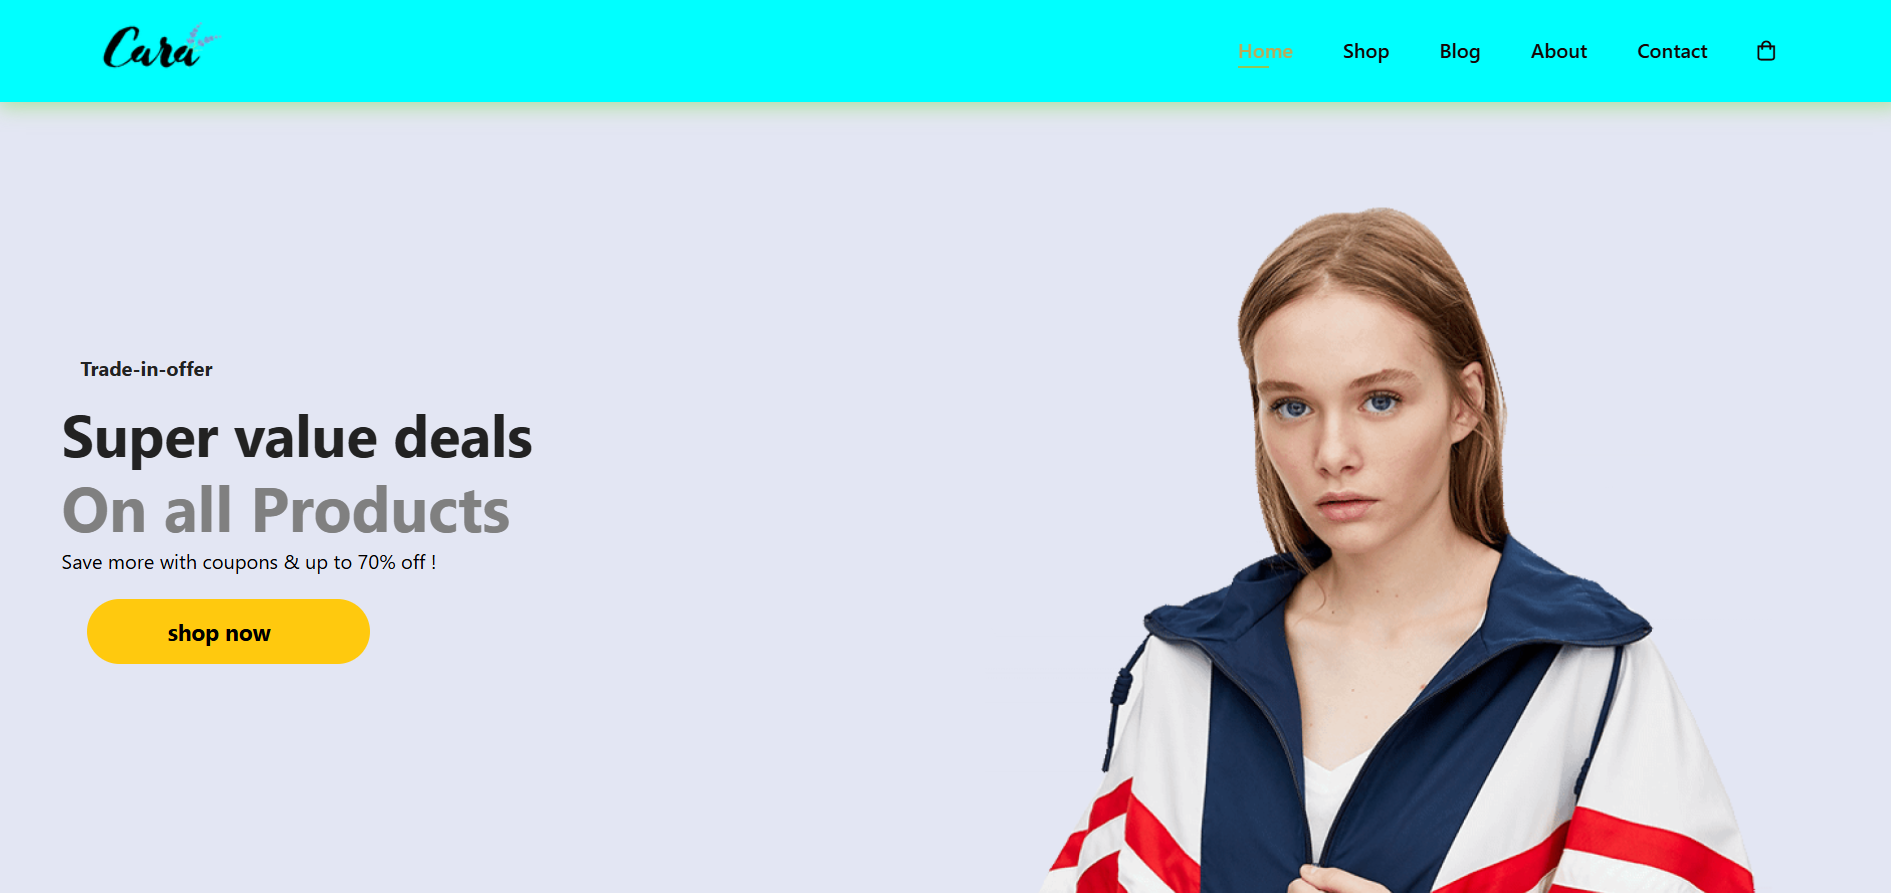 Cara
Home Shop Blog About Contact
Trade-in-offer
Super value deals
On all Products
Save more with coupons & up to 70% off !
shop now